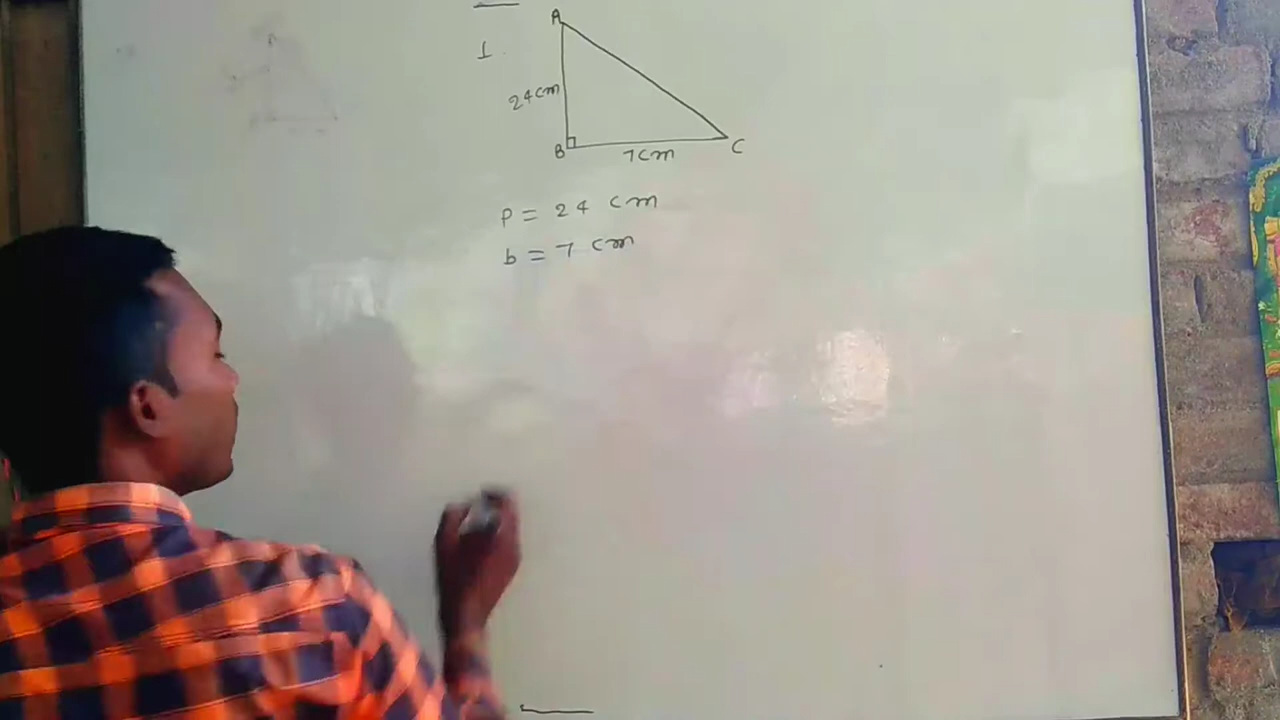 A
1.
24cm
B
7cm
C
P = 24 cm
b = 7 cm